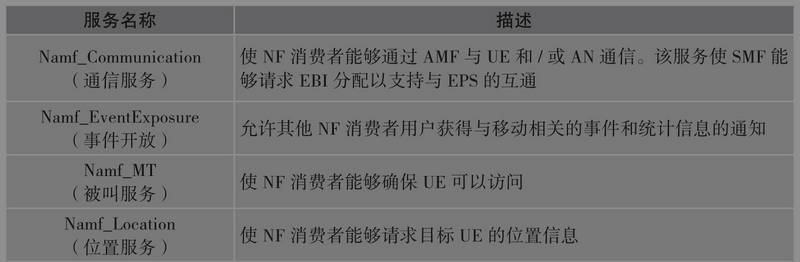 服务名称 描述
Namf_Communication
（通信服务）
使 NF 消费者能够通过 AMF 与 UE 和 / 或 AN 通信。该服务使 SMF 能
够请求 EBI 分配以支持与 EPS 的互通
Namf_EventExposure
（事件开放）
允许其他 NF 消费者用户获得与移动相关的事件和统计信息的通知
Namf_MT
（被叫服务）
使 NF 消费者能够确保 UE 可以访问
Namf_Location
（位置服务）
使 NF 消费者能够请求目标 UE 的位置信息